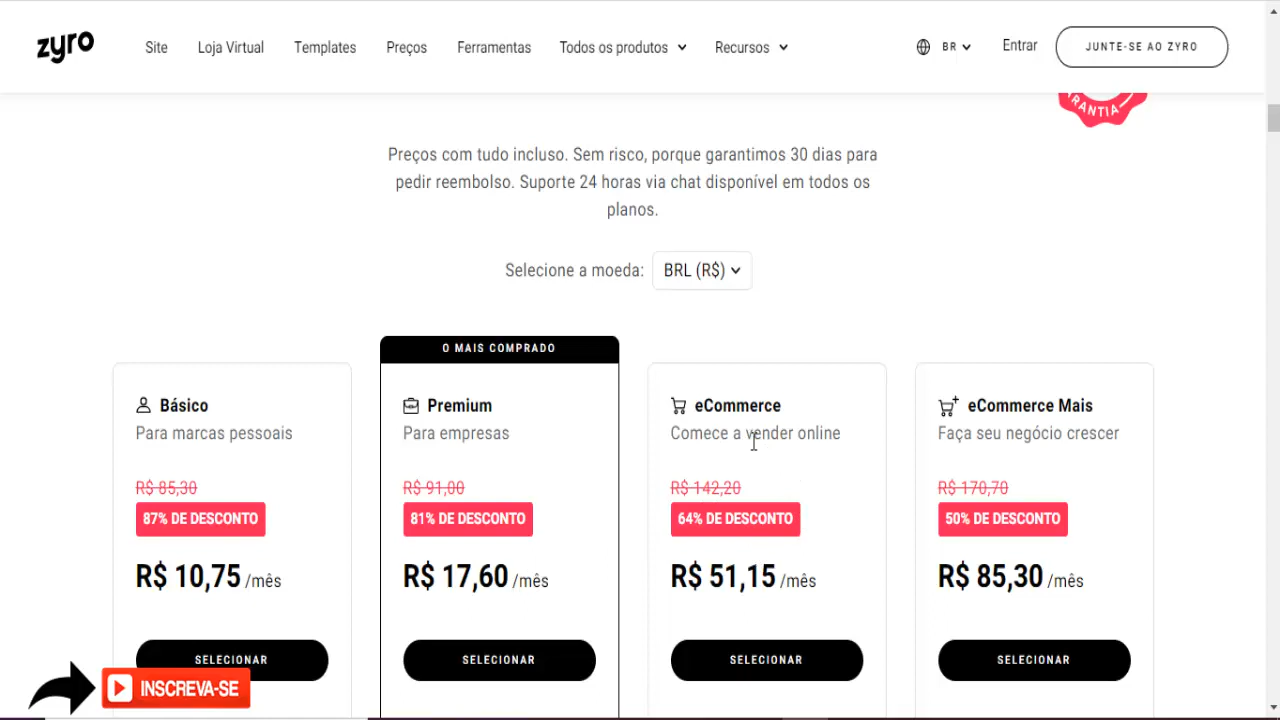 zyro
Site
Loja Virtual
Templates
Preços
Ferramentas
Todos os produtos
Recursos
BR
Entrar
JUNTE-SE AO ZYRO
RANTIA
Preços com tudo incluso. Sem risco, porque garantimos 30 dias para
pedir reembolso. Suporte 24 horas via chat disponível em todos os
planos.
Selecione a moeda: BRL (R$)
O MAIS COMPRADO
Básico
Para marcas pessoais
R$ 85,30
87% DE DESCONTO
R$ 10,75 /mês
SELECIONAR
Premium
Para empresas
R$ 91,00
81% DE DESCONTO
R$ 17,60 /mês
SELECIONAR
eCommerce
Comece a vender online
R$ 142,20
64% DE DESCONTO
R$ 51,15 /mês
SELECIONAR
eCommerce Mais
Faça seu negócio crescer
R$ 170,70
50% DE DESCONTO
R$ 85,30 /mês
SELECIONAR
INSCREVA-SE